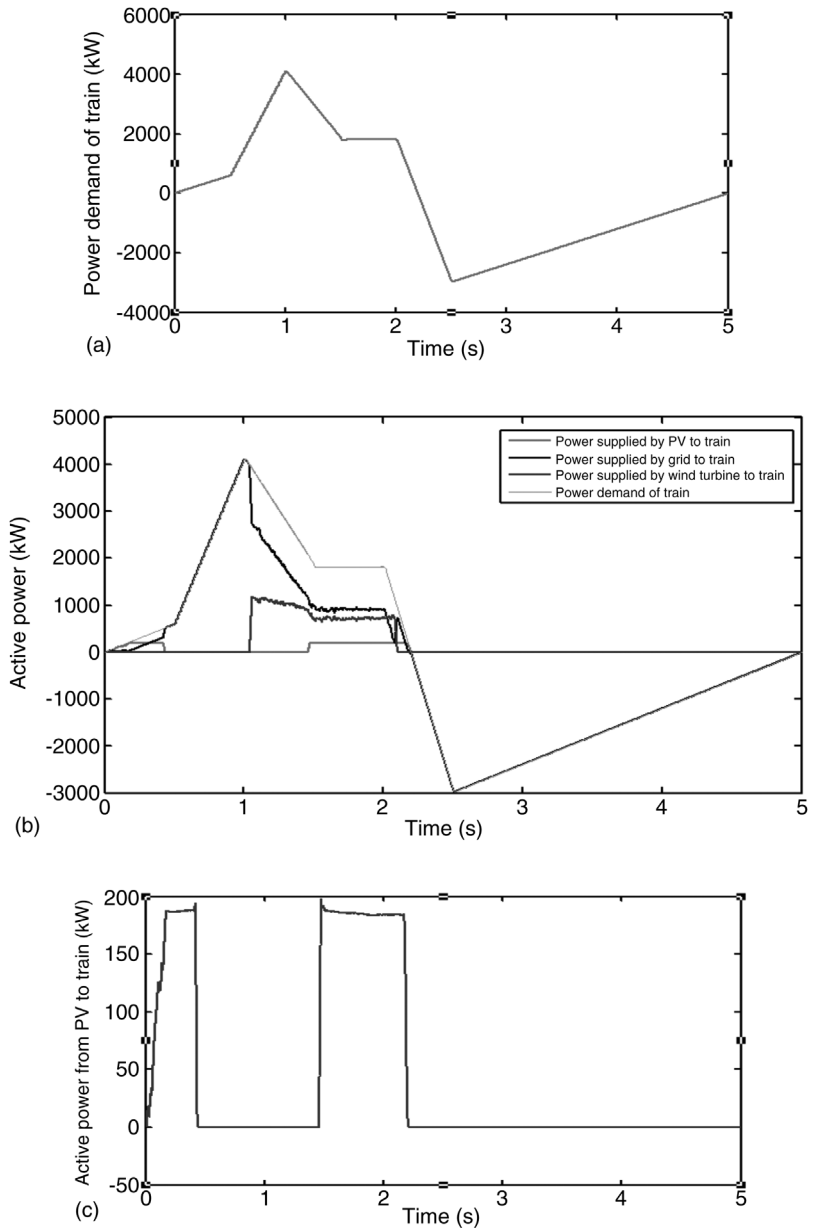 6000
4000
2000
0
-2000
-4000
Power demand of train (kW)
0 1 2 3 4 5
Time (s)
(a)
5000
4000
3000
2000
1000
0
-1000
-2000
-3000
Active power (kW)
Power supplied by PV to train
Power supplied by grid to train
Power supplied by wind turbine to train
Power demand of train
0 1 2 3 4 5
Time (s)
(b)
200
150
100
50
0
-50
Active power from PV to train (kW)
0 1 2 3 4 5
Time (s)
(c)